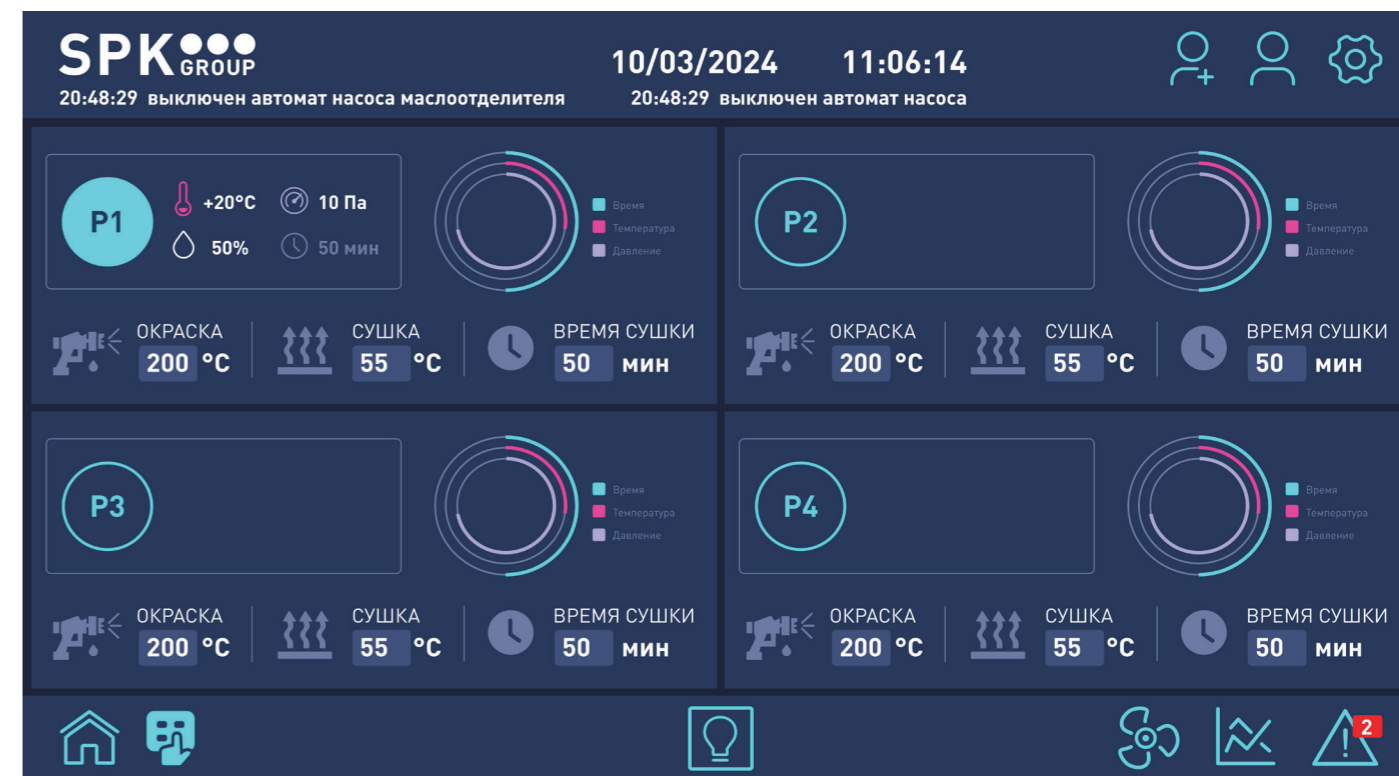 SPK GROUP
10/03/2024 11:06:14
20:48:29 выключен автомат насоса маслоотделителя 20:48:29 выключен автомат насоса
P1
+20°C 10 Па
50% 50 мин
Время
Температура
Давление
ОКРАСКА СУШКА ВРЕМЯ СУШКИ
200 °C 55 °C 50 мин
P2
Время
Температура
Давление
ОКРАСКА СУШКА ВРЕМЯ СУШКИ
200 °C 55 °C 50 мин
P3
Время
Температура
Давление
ОКРАСКА СУШКА ВРЕМЯ СУШКИ
200 °C 55 °C 50 мин
P4
Время
Температура
Давление
ОКРАСКА СУШКА ВРЕМЯ СУШКИ
200 °C 55 °C 50 мин
2